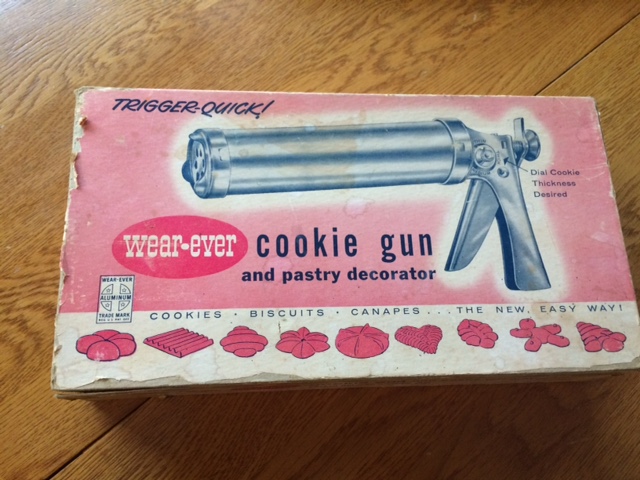 TRIGGER-QUICK!
Dial Cookie
Thickness
Desired
wear-ever cookie gun
and pastry decorator
WEAR-EVER
ALUMINUM
TRADE MARK
COOKIES • BISCUITS • CANAPES...THE NEW, EASY WAY!